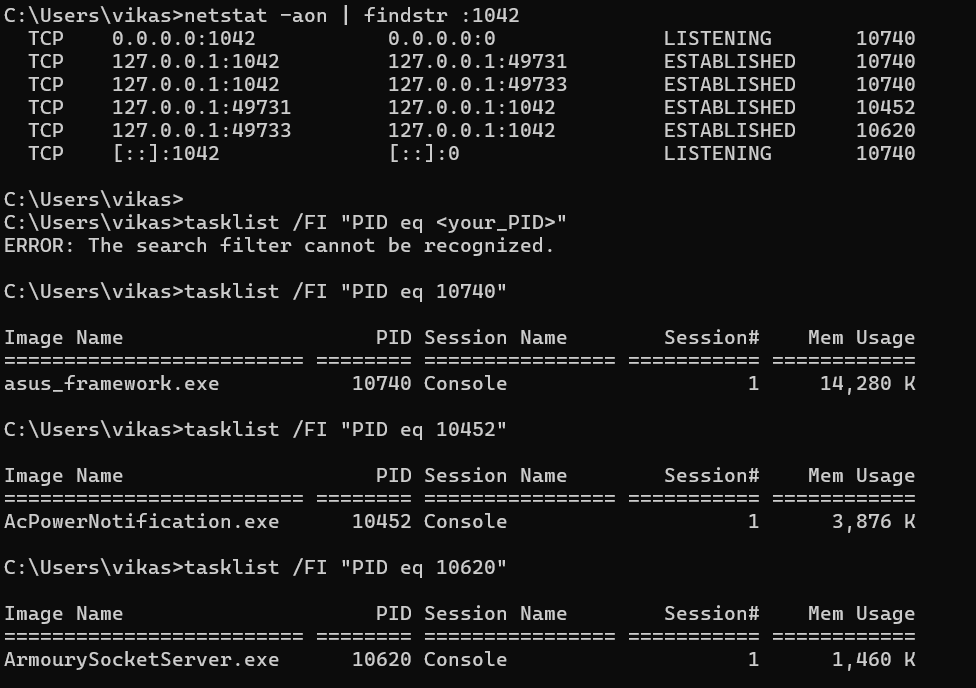 C:\Users\vikas>netstat -aon | findstr :1042
  TCP    0.0.0.0:1042           0.0.0.0:0              LISTENING       10740
  TCP    127.0.0.1:1042         127.0.0.1:49731        ESTABLISHED     10740
  TCP    127.0.0.1:1042         127.0.0.1:49733        ESTABLISHED     10740
  TCP    127.0.0.1:49731        127.0.0.1:1042         ESTABLISHED     10452
  TCP    127.0.0.1:49733        127.0.0.1:1042         ESTABLISHED     10620
  TCP    [::]:1042              [::]:0                 LISTENING       10740

C:\Users\vikas>
C:\Users\vikas>tasklist /FI "PID eq <your_PID>"
ERROR: The search filter cannot be recognized.

C:\Users\vikas>tasklist /FI "PID eq 10740"

Image Name                     PID Session Name        Session#    Mem Usage
========================= ======== ================ =========== ============
asus_framework.exe           10740 Console                    1     14,280 K

C:\Users\vikas>tasklist /FI "PID eq 10452"

Image Name                     PID Session Name        Session#    Mem Usage
========================= ======== ================ =========== ============
AcPowerNotification.exe      10452 Console                    1      3,876 K

C:\Users\vikas>tasklist /FI "PID eq 10620"

Image Name                     PID Session Name        Session#    Mem Usage
========================= ======== ================ =========== ============
ArmourySocketServer.exe      10620 Console                    1      1,460 K